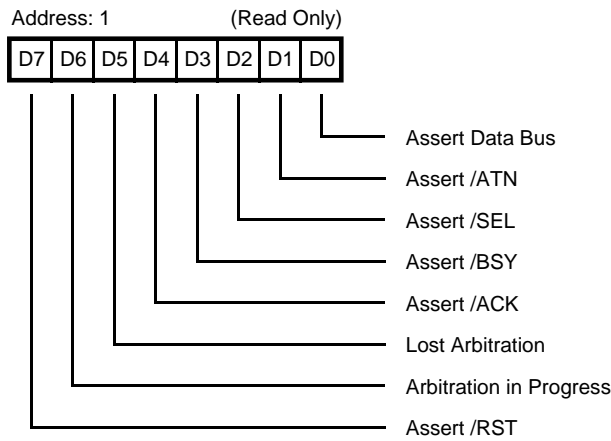 Address: 1 (Read Only)
D7 D6 D5 D4 D3 D2 D1 D0
Assert Data Bus
Assert /ATN
Assert /SEL
Assert /BSY
Assert /ACK
Lost Arbitration
Arbitration in Progress
Assert /RST